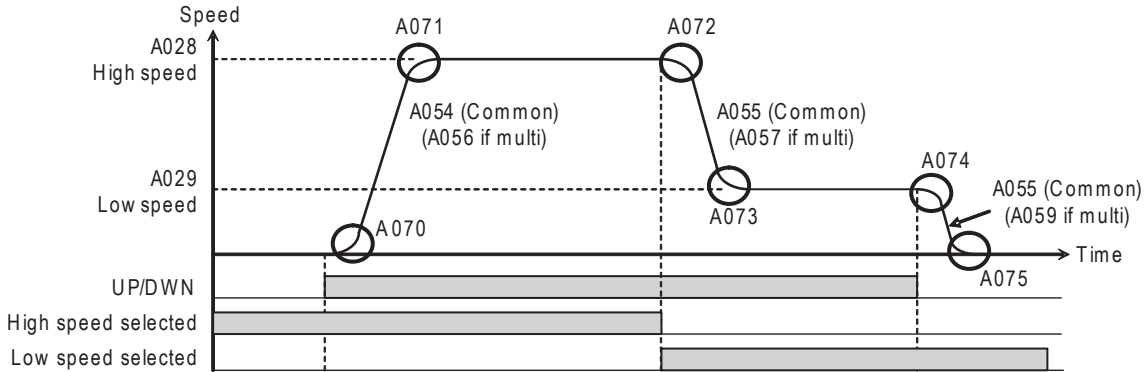 Speed
A028
High speed
A071
A072
A054 (Common)
(A056 if multi)
A055 (Common)
(A057 if multi)
A029
Low speed
A074
A055 (Common)
(A059 if multi)
A073
A070
Time
A075
UP/DWN
High speed selected
Low speed selected